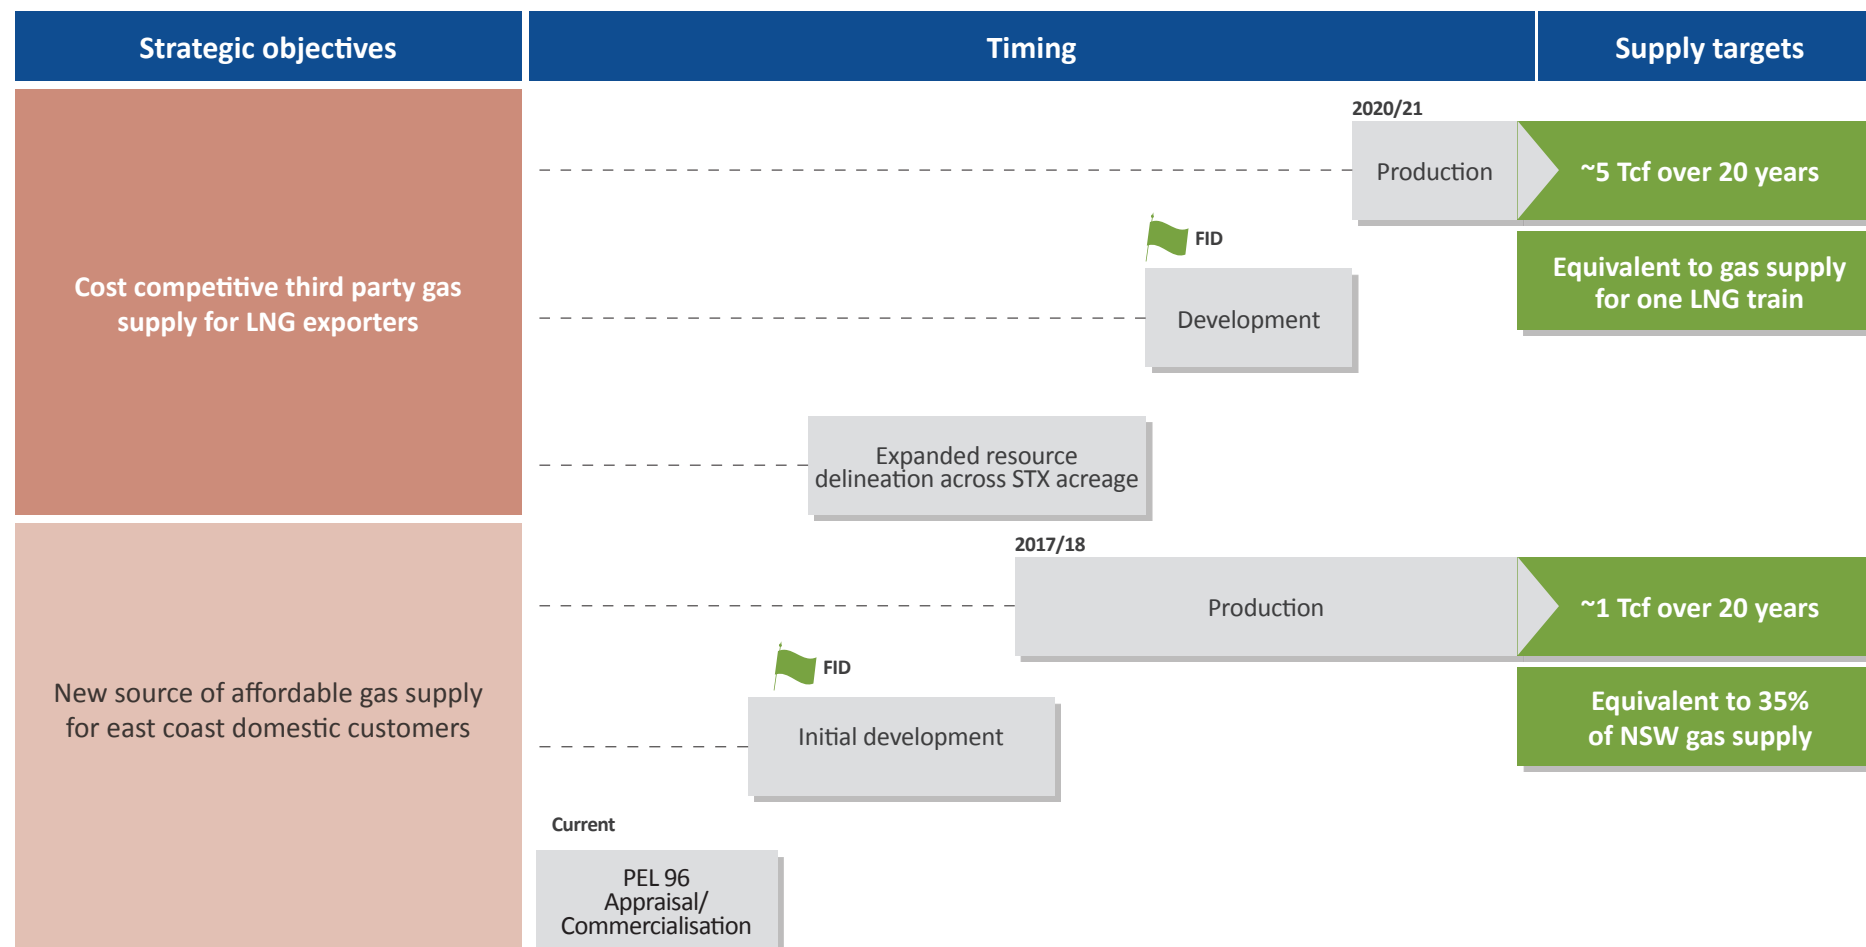 Strategic objectives
Timing
Supply targets
Cost competitive third party gas
supply for LNG exporters
2020/21
Production
~5 Tcf over 20 years
FID
Equivalent to gas supply
for one LNG train
Development
Expanded resource
delineation across STX acreage
New source of affordable gas supply
for east coast domestic customers
2017/18
Production
~1 Tcf over 20 years
FID
Equivalent to 35%
of NSW gas supply
Initial development
Current
PEL 96
Appraisal/
Commercialisation